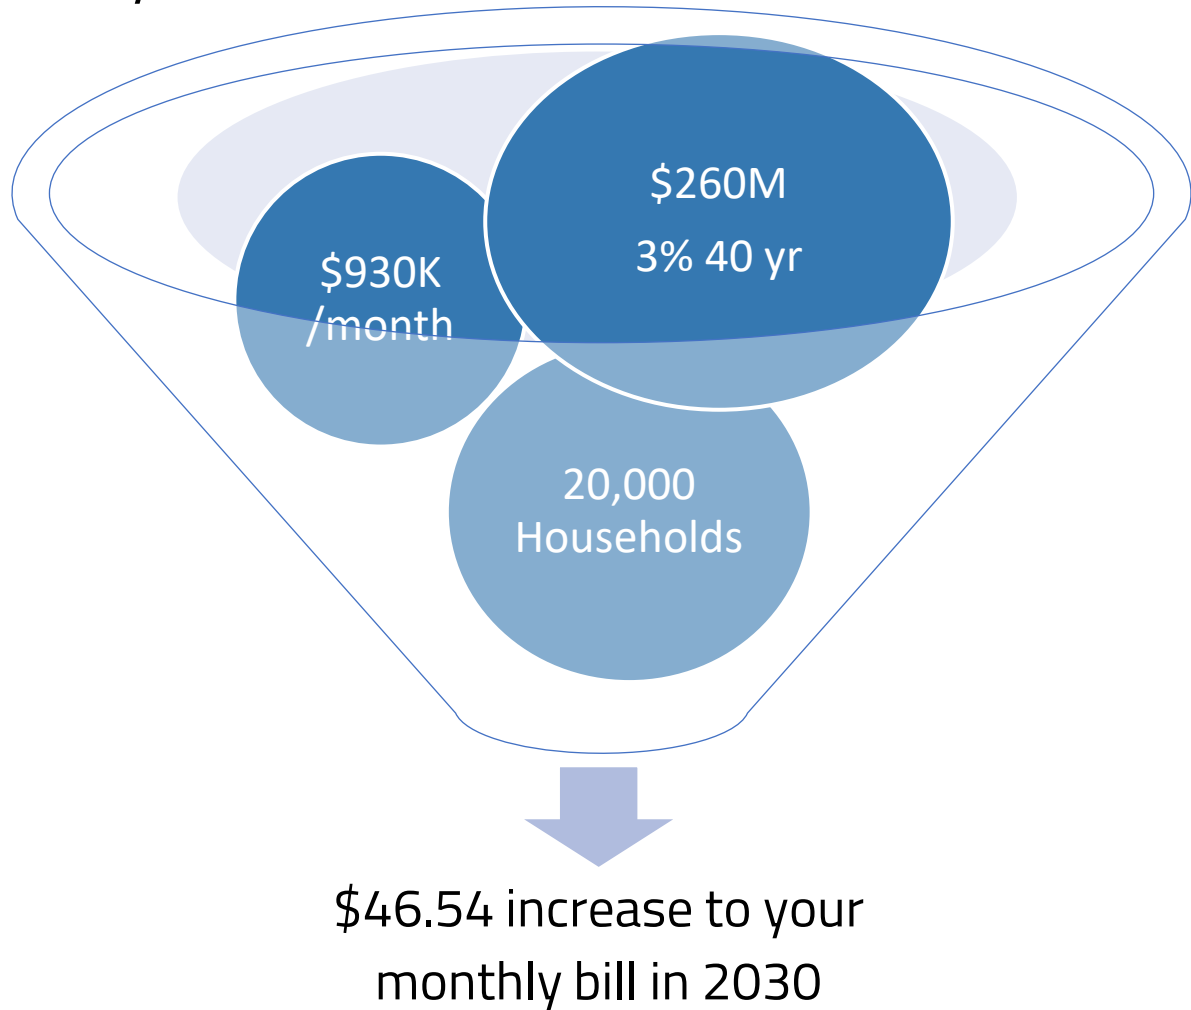 $260M
3% 40 yr
$930K
/month
20,000
Households
$46.54 increase to your
monthly bill in 2030